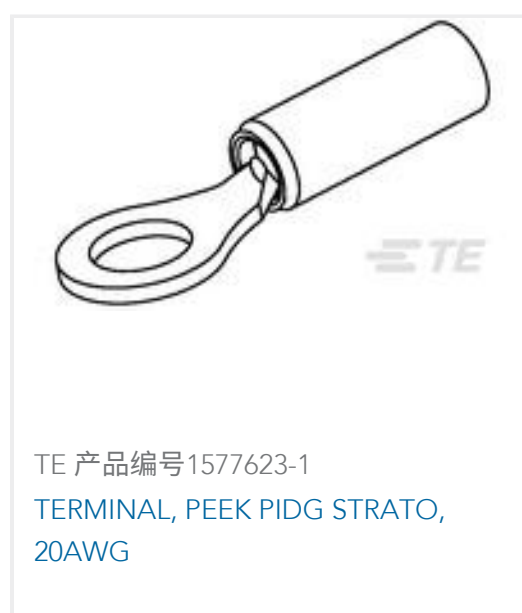 TE
TE 产品编号1577623-1
TERMINAL, PEEK PIDG STRATO,
20AWG